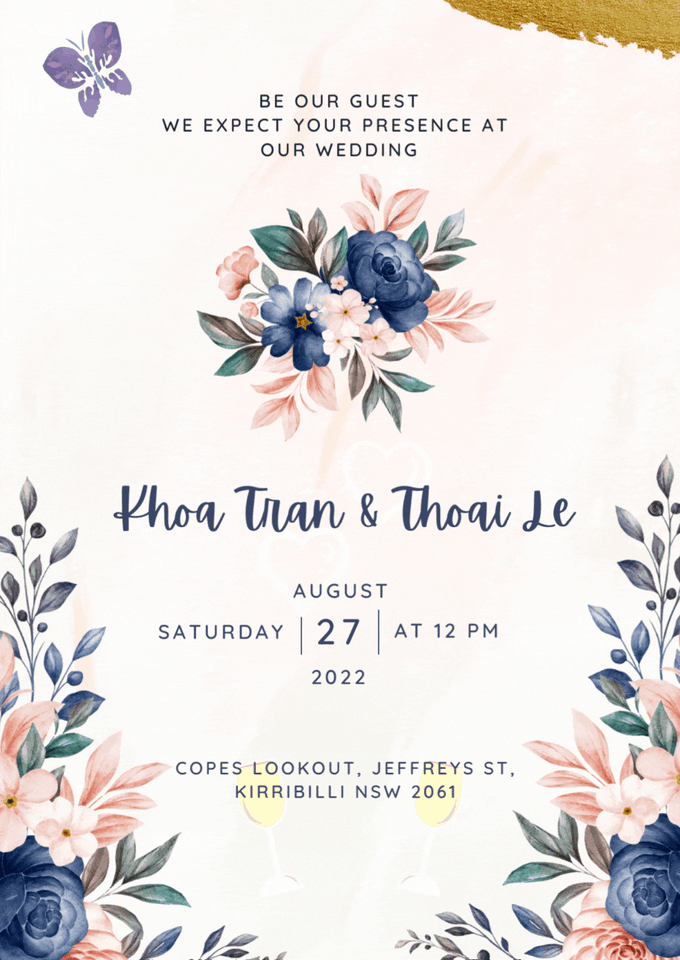 BE OUR GUEST
WE EXPECT YOUR PRESENCE AT
OUR WEDDING
Khoa Tran & Thoai Le
AUGUST
SATURDAY 27 AT 12 PM
2022
COPES LOOKOUT, JEFFREYS ST,
KIRRIBILLI NSW 2061